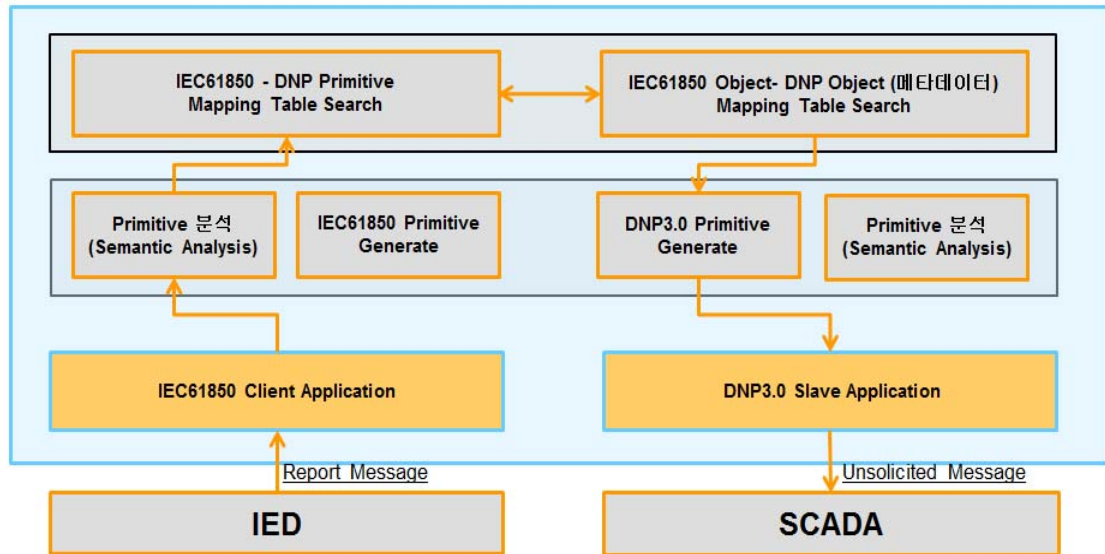 IEC61850 - DNP Primitive
Mapping Table Search
IEC61850 Object- DNP Object (메타데이터)
Mapping Table Search
Primitive 분석
(Semantic Analysis)
IEC61850 Primitive
Generate
DNP3.0 Primitive
Generate
Primitive 분석
(Semantic Analysis)
IEC61850 Client Application
DNP3.0 Slave Application
Report Message
Unsolicited Message
IED
SCADA